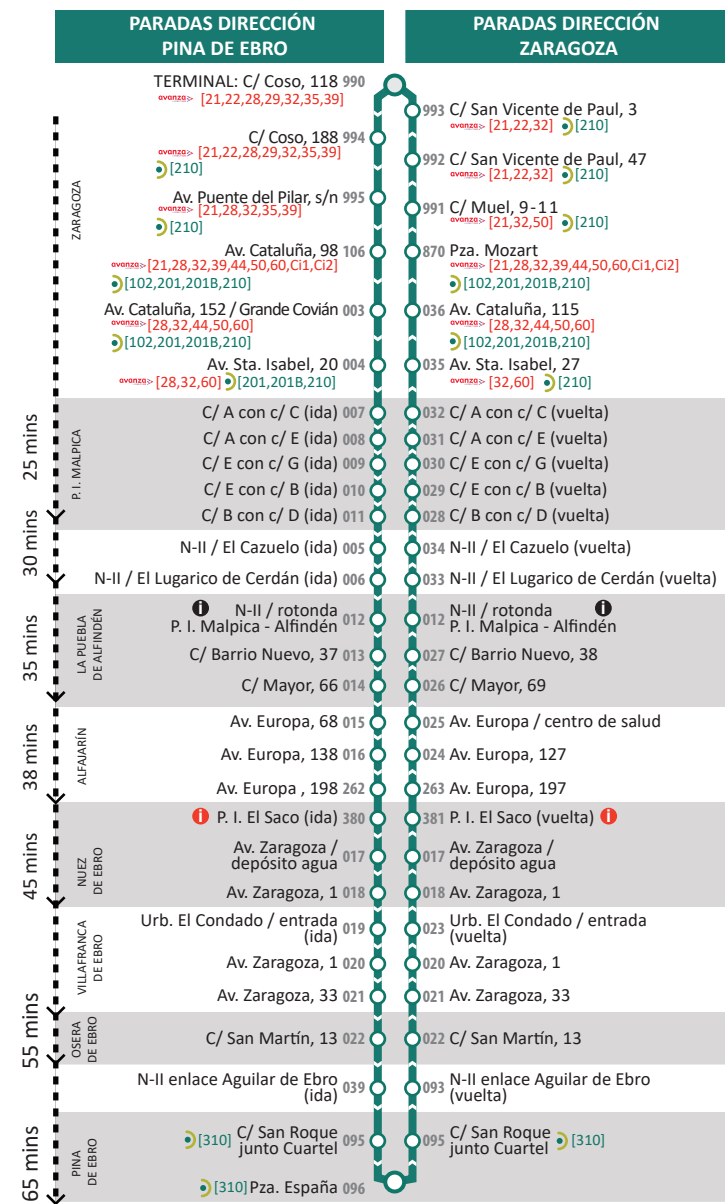 PARADAS DIRECCIÓN
PINA DE EBRO
PARADAS DIRECCIÓN
ZARAGOZA
TERMINAL: C/ Coso, 118 990
avanza [21,22,28,29,32,35,39]
993 C/ San Vicente de Paul, 3
avanza [21,22,32] [210]
C/ Coso, 188 994
avanza [21,22,28,29,32,35,39]
[210]
992 C/ San Vicente de Paul, 47
avanza [21,22,32] [210]
Av. Puente del Pilar, s/n 995
avanza [21,28,32,35,39]
[210]
991 C/ Muel, 9-11
avanza [21,32,50] [210]
ZARAGOZA
Av. Cataluña, 98 106
avanza [21,28,32,39,44,50,60,Ci1,Ci2]
[102,201,201B,210]
870 Pza. Mozart
avanza [21,28,32,39,44,50,60,Ci1,Ci2]
[102,201,201B,210]
Av. Cataluña, 152 / Grande Covián 003
avanza [28,32,44,50,60]
[102,201,201B,210]
036 Av. Cataluña, 115
avanza [28,32,44,50,60]
[102,201,201B,210]
Av. Sta. Isabel, 20 004
avanza [28,32,60] [201,201B,210]
035 Av. Sta. Isabel, 27
avanza [32,60] [210]
25 mins
P. I. MALPICA
C/ A con c/ C (ida) 007
032 C/ A con c/ C (vuelta)
C/ A con c/ E (ida) 008
031 C/ A con c/ E (vuelta)
C/ E con c/ G (ida) 009
030 C/ E con c/ G (vuelta)
C/ E con c/ B (ida) 010
029 C/ E con c/ B (vuelta)
C/ B con c/ D (ida) 011
028 C/ B con c/ D (vuelta)
30 mins
N-II / El Cazuelo (ida) 005
034 N-II / El Cazuelo (vuelta)
N-II / El Lugarico de Cerdán (ida) 006
033 N-II / El Lugarico de Cerdán (vuelta)
35 mins
LA PUEBLA
DE ALFINDÉN
i N-II / rotonda
P. I. Malpica - Alfindén 012
012 N-II / rotonda i
P. I. Malpica - Alfindén
C/ Barrio Nuevo, 37 013
027 C/ Barrio Nuevo, 38
C/ Mayor, 66 014
026 C/ Mayor, 69
38 mins
ALFAJARÍN
Av. Europa, 68 015
025 Av. Europa / centro de salud
Av. Europa, 138 016
024 Av. Europa, 127
Av. Europa , 198 262
263 Av. Europa, 197
45 mins
NUEZ
DE EBRO
i P. I. El Saco (ida) 380
381 P. I. El Saco (vuelta) i
Av. Zaragoza /
depósito agua 017
017 Av. Zaragoza /
depósito agua
Av. Zaragoza, 1 018
018 Av. Zaragoza, 1
VILLAFRANCA
DE EBRO
Urb. El Condado / entrada
(ida) 019
023 Urb. El Condado / entrada
(vuelta)
Av. Zaragoza, 1 020
020 Av. Zaragoza, 1
Av. Zaragoza, 33 021
021 Av. Zaragoza, 33
55 mins
OSERA
DE EBRO
C/ San Martín, 13 022
022 C/ San Martín, 13
N-II enlace Aguilar de Ebro
(ida) 039
093 N-II enlace Aguilar de Ebro
(vuelta)
65 mins
PINA
DE EBRO
[310] C/ San Roque
junto Cuartel 095
095 C/ San Roque
junto Cuartel [310]
[310] Pza. España 096